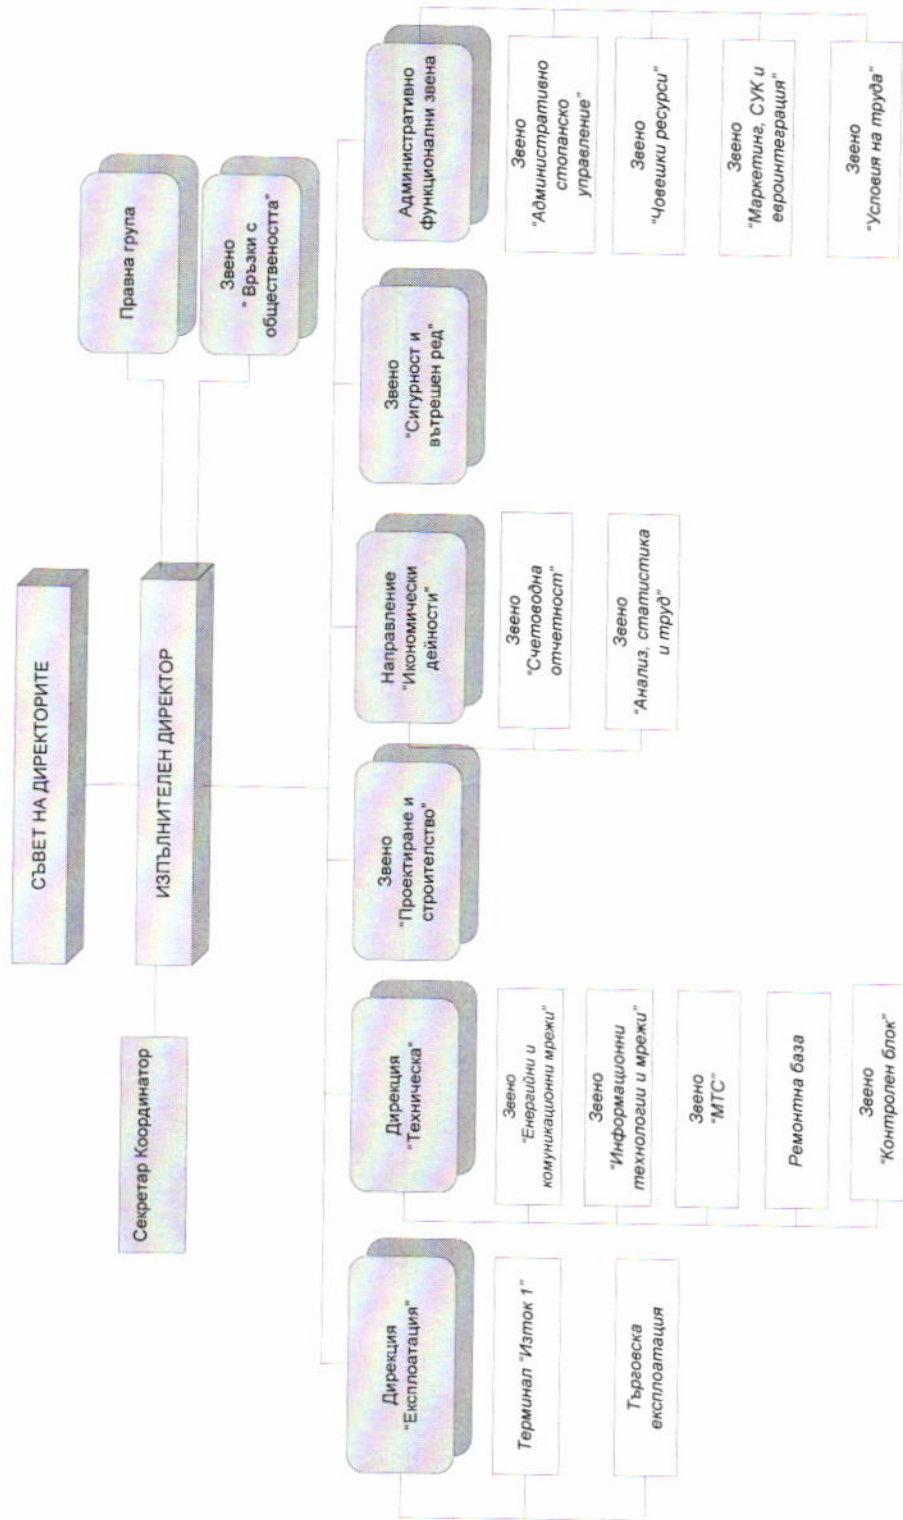 СЪВЕТ НА ДИРЕКТОРИТЕ
ИЗПЪЛНИТЕЛЕН ДИРЕКТОР
Секретар Координатор
Правна група
Звено
" Връзки с
обществеността"
Дирекция
"Експлоатация"
Терминал "Изток 1"
Търговска
експлоатация
Дирекция
"Техническа"
Звено
"Енергийни и
комуникационни мрежи"
Звено
"Информационни
технологии и мрежи"
Звено
"МТС"
Ремонтна база
Звено
"Контролен блок"
Звено
"Проектиране и
строителство"
Направление
"Икономически
дейности"
Звено
"Счетоводна
отчетност"
Звено
"Анализ, статистика
и труд"
Звено
"Сигурност и
вътрешен ред"
Административно
функционални звена
Звено
"Административно
стопанско
управление"
Звено
"Човешки ресурси"
Звено
"Маркетинг, СУК и
евроинтеграция"
Звено
"Условия на труда"